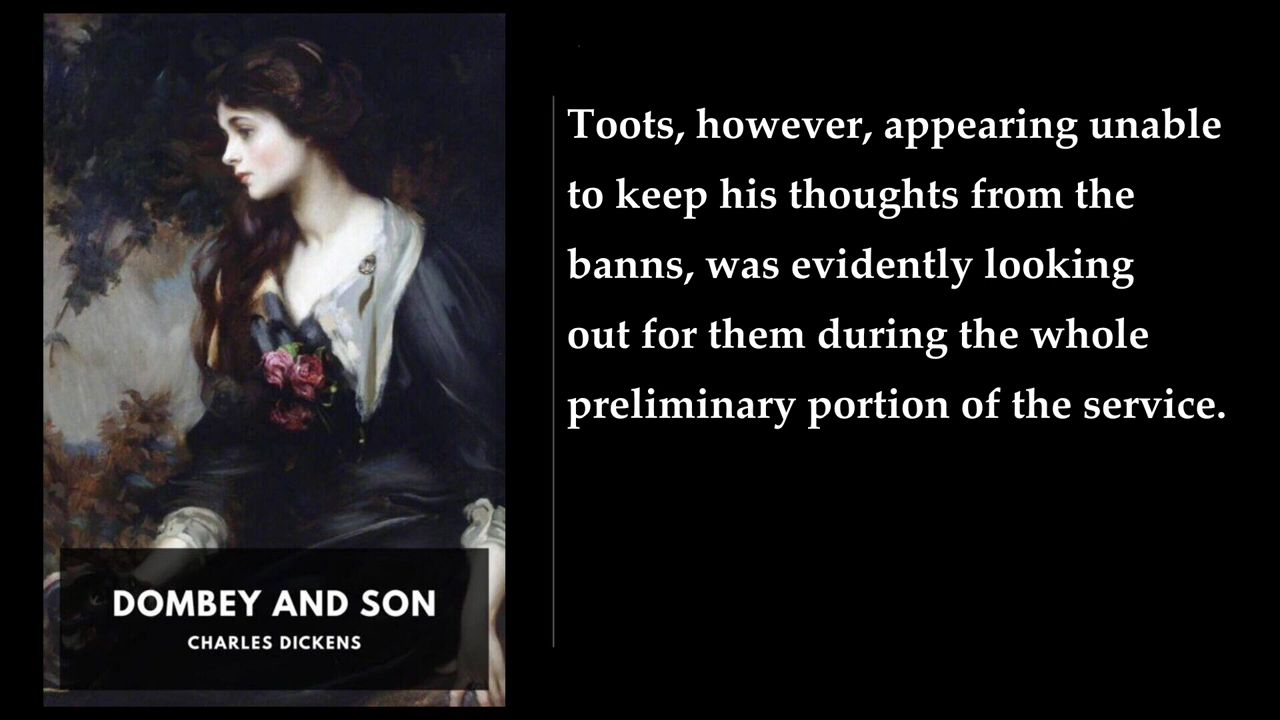 DOMBEY AND SON
CHARLES DICKENS
Toots, however, appearing unable
to keep his thoughts from the
banns, was evidently looking
out for them during the whole
preliminary portion of the service.